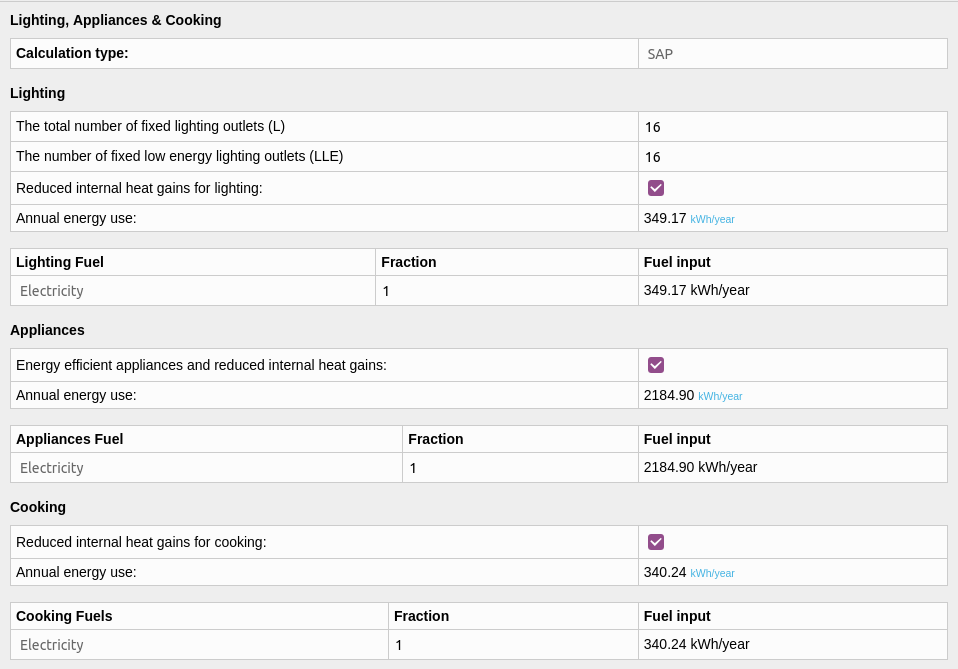 Lighting, Appliances & Cooking
Calculation type: SAP
Lighting
The total number of fixed lighting outlets (L) 16
The number of fixed low energy lighting outlets (LLE) 16
Reduced internal heat gains for lighting:
Annual energy use: 349.17 kWh/year
Lighting Fuel Fraction Fuel input
Electricity 1 349.17 kWh/year
Appliances
Energy efficient appliances and reduced internal heat gains:
Annual energy use: 2184.90 kWh/year
Appliances Fuel Fraction Fuel input
Electricity 1 2184.90 kWh/year
Cooking
Reduced internal heat gains for cooking:
Annual energy use: 340.24 kWh/year
Cooking Fuels Fraction Fuel input
Electricity 1 340.24 kWh/year